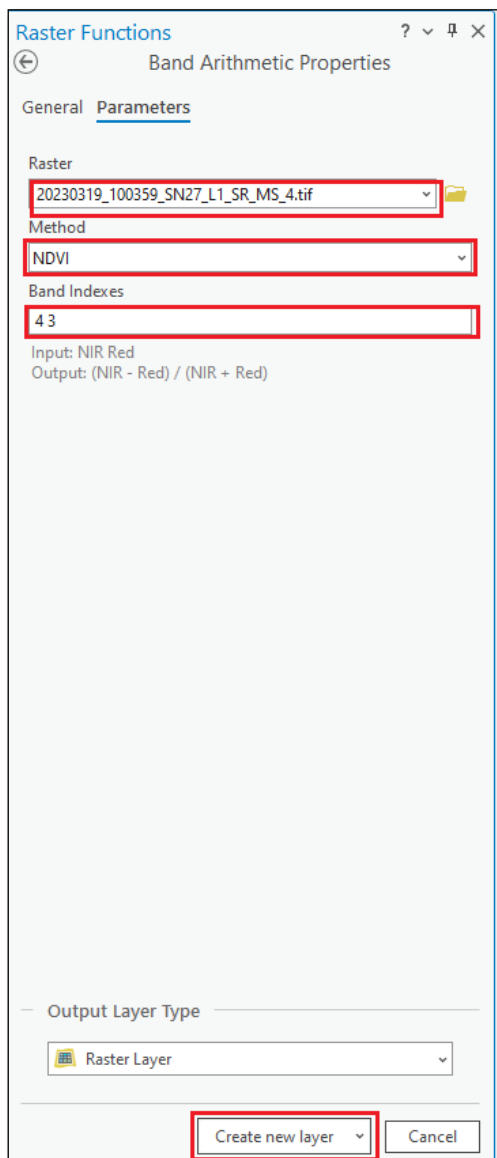 Raster Functions ?
Band Arithmetic Properties
General Parameters
Raster
20230319_100359_SN27_L1_SR_MS_4.tif
Method
NDVI
Band Indexes
4 3
Input: NIR Red
Output: (NIR - Red) / (NIR + Red)
Output Layer Type
Raster Layer
Create new layer Cancel